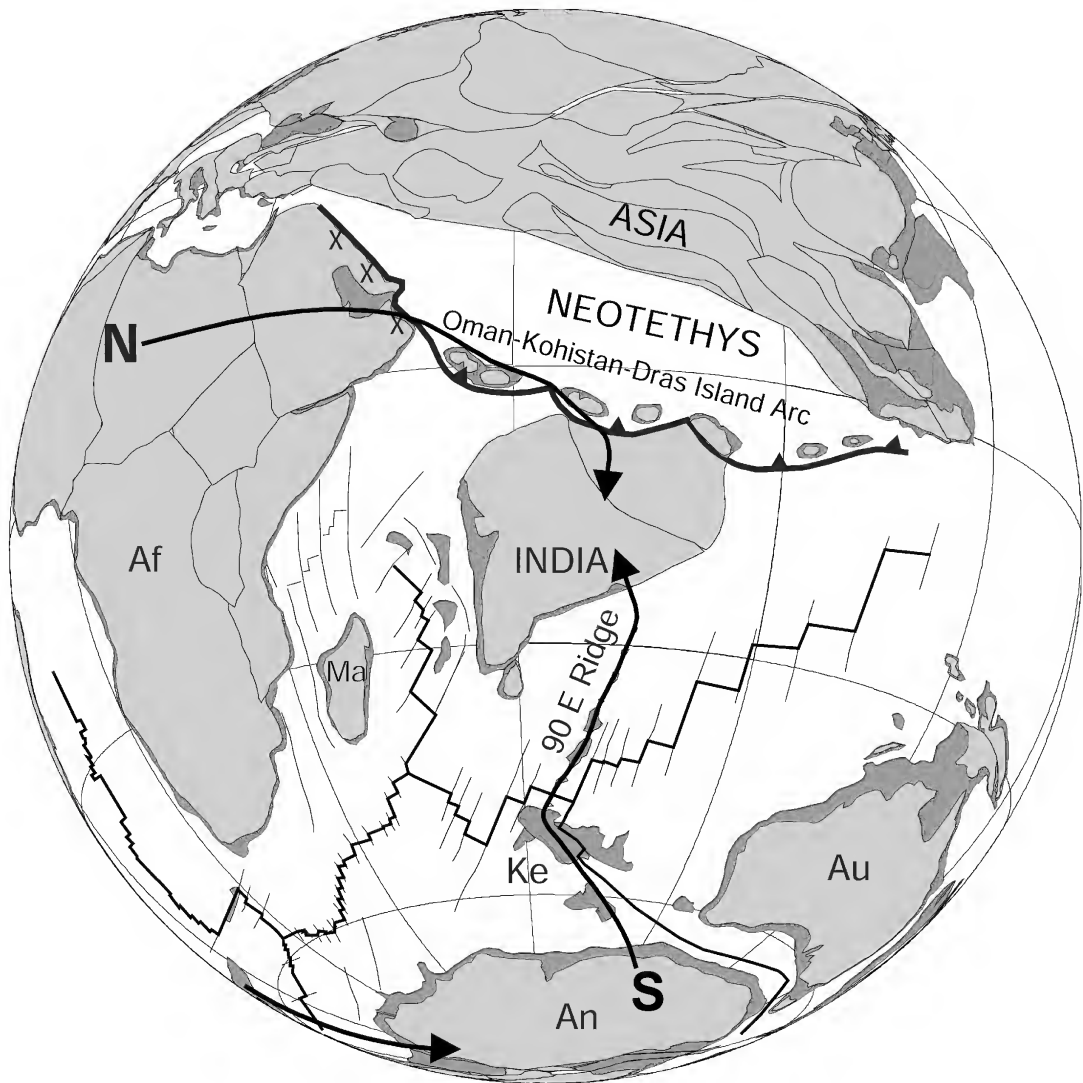 ASIA
X
X
NEOTETHYS
N
X
Oman-Kohistan-Dras Island Arc
Af
INDIA
Ma
90 E Ridge
Ke
Au
S
An